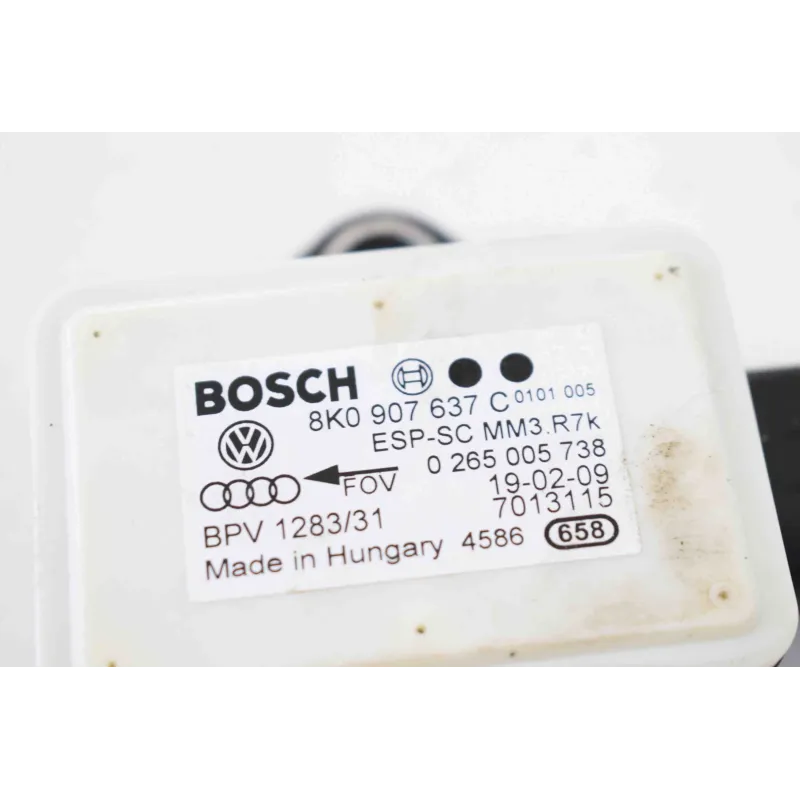 BOSCH
8K0 907 637 C 0101 005
ESP-SC MM3.R7k
FOV 0 265 005 738
19-02-09
BPV 1283/31 7013115
Made in Hungary 4586 658